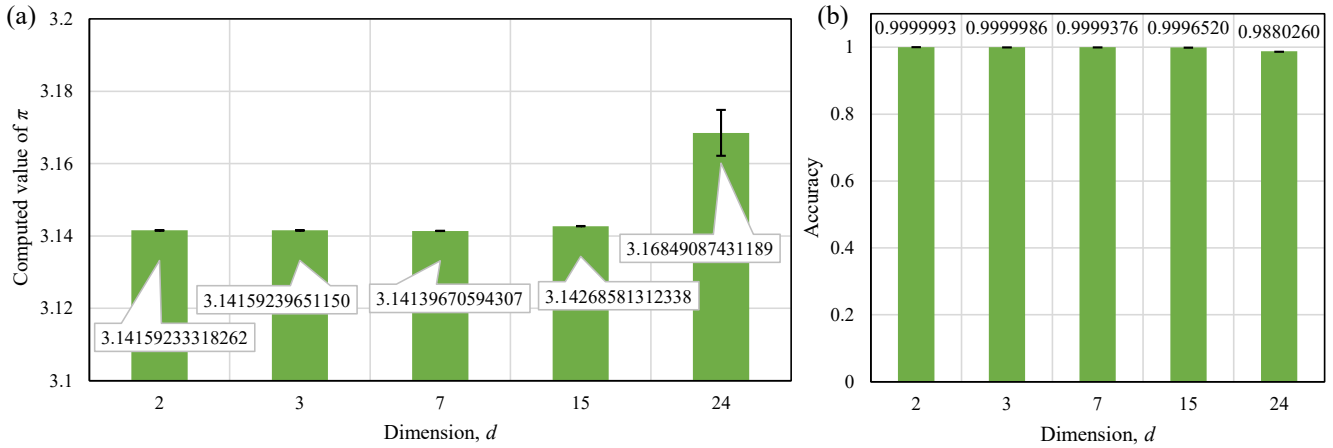 (a)
Computed value of π
3.2
3.18
3.16
3.14
3.12
3.1
3.14159233318262
3.14159239651150
3.14139670594307
3.14268581312338
3.16849087431189
2 3 7 15 24
Dimension, d
(b)
Accuracy
0.9999993 0.9999986 0.9999376 0.9996520 0.9880260
1
0.8
0.6
0.4
0.2
0
2 3 7 15 24
Dimension, d